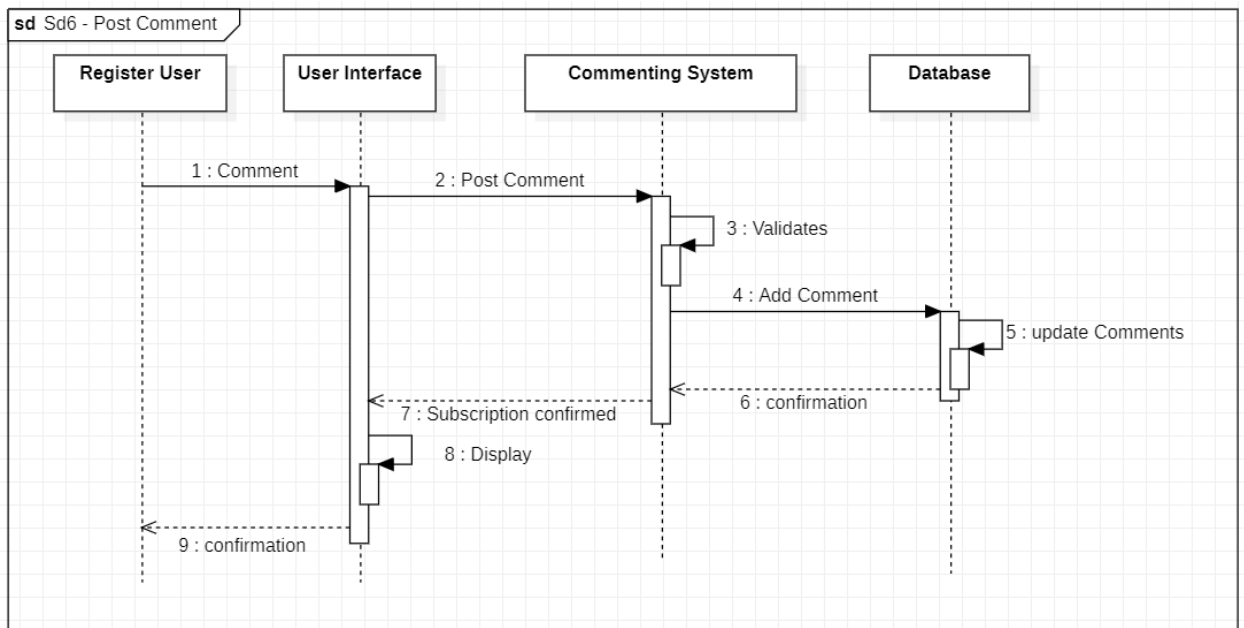 sd Sd6 - Post Comment
Register User
User Interface
Commenting System
Database
1 : Comment
2 : Post Comment
3 : Validates
4 : Add Comment
5 : update Comments
6 : confirmation
7 : Subscription confirmed
8 : Display
9 : confirmation